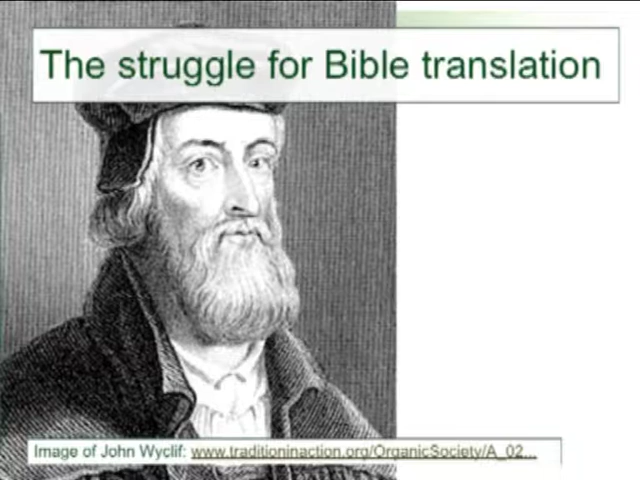 The struggle for Bible translation
Image of John Wyclif: www.traditioninaction.org/OrganicSociety/A_02...